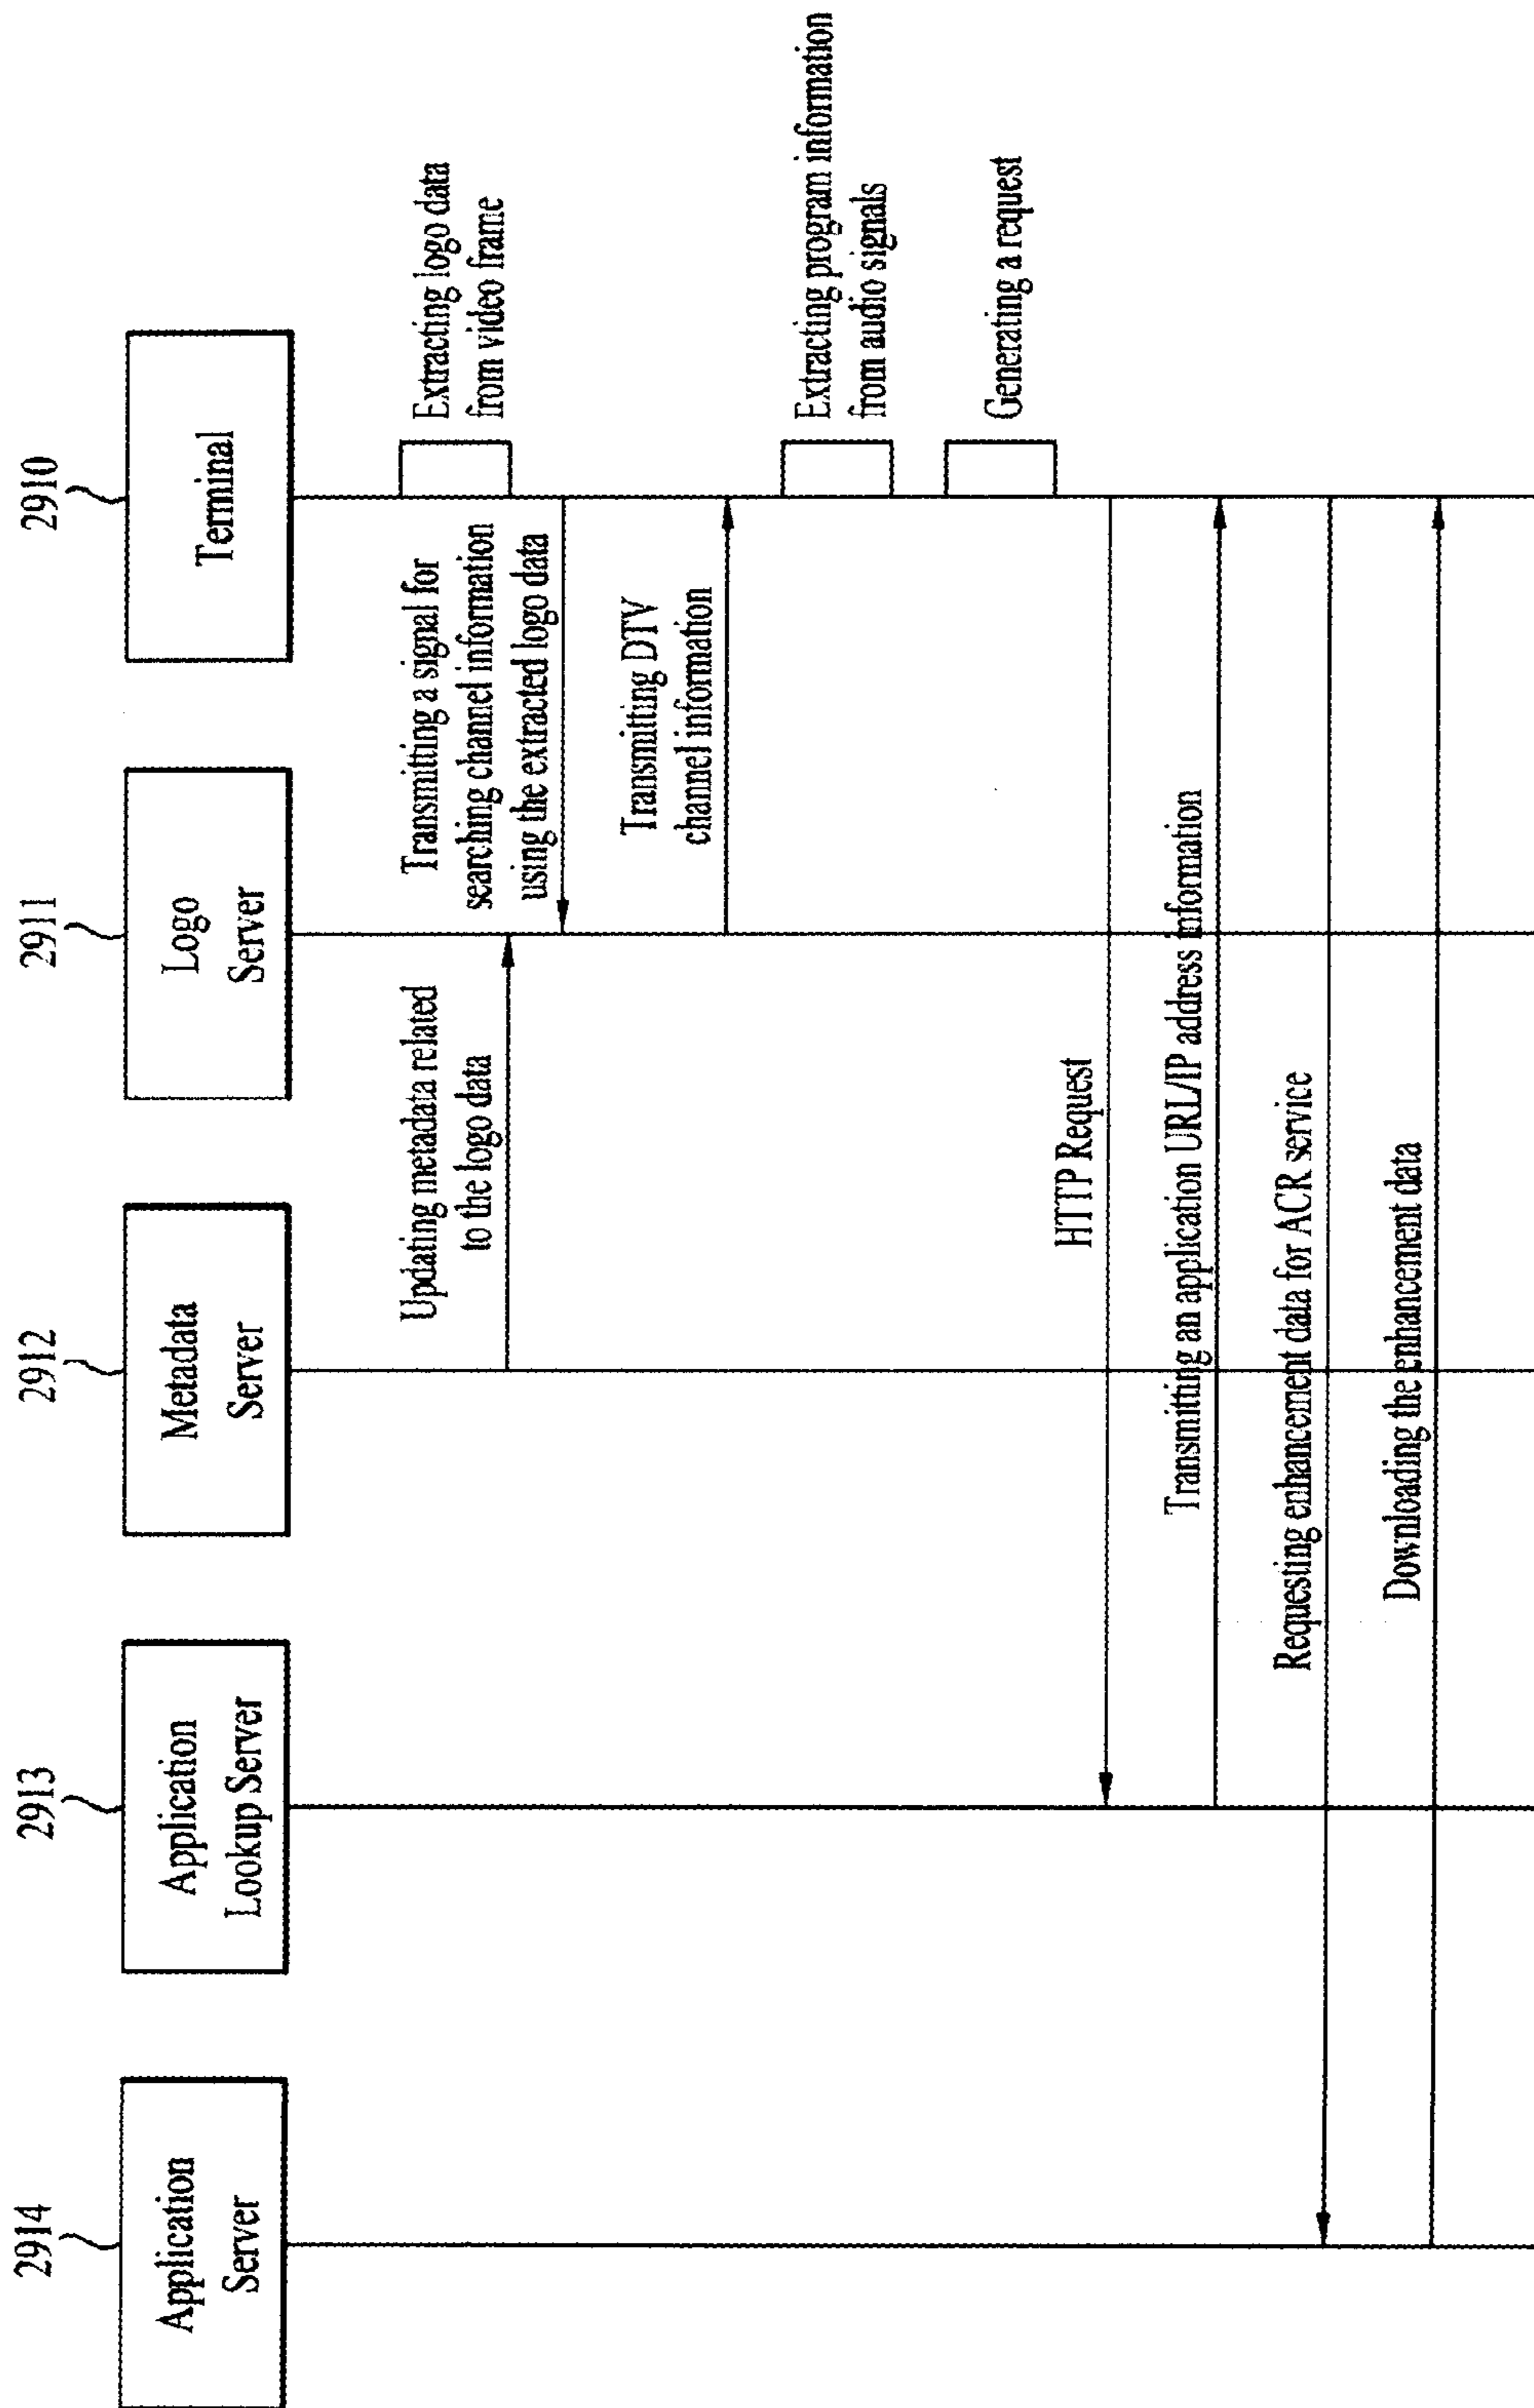 2914
2913
2912
2911
2910
Application
Server
Application
Lookup Server
Metadata
Server
Logo
Server
Terminal
Extracting logo data
from video frame
Updating metadata related
to the logo data
Transmitting a signal for
searching channel information
using the extracted logo data
Transmitting DTV
channel information
Extracting program information
from audio signals
Generating a request
HTTP Request
Transmitting an application URL/IP address information
Requesting enhancement data for ACR service
Downloading the enhancement data